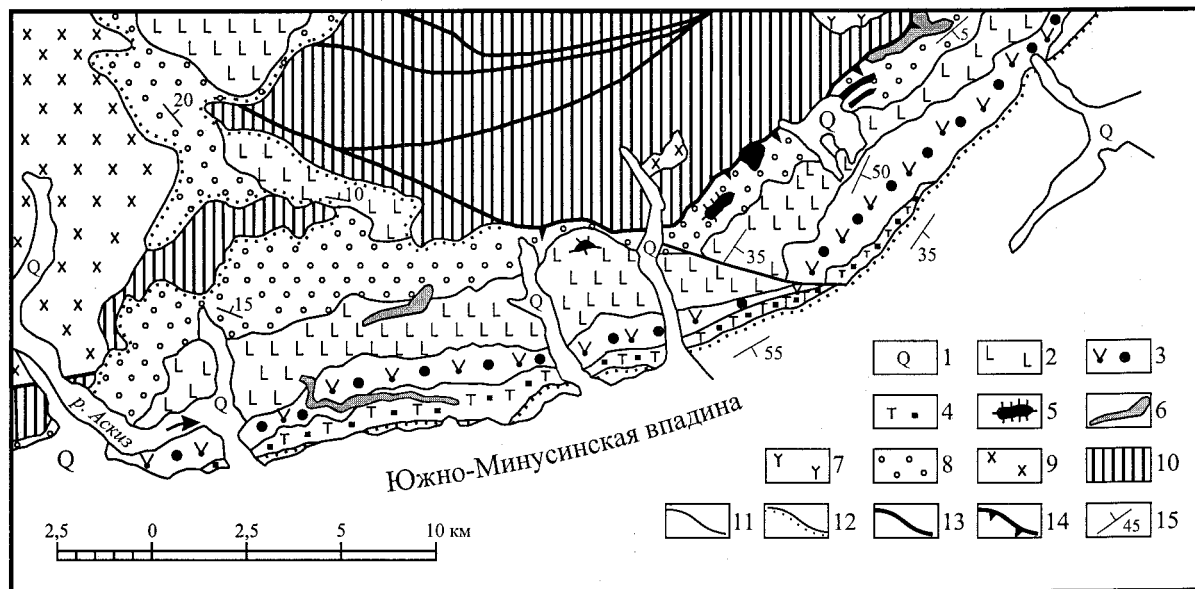 5
20
Q
50
10
Q
35
35
Q
Q
Q
15
55
Q
р. Аскиз
Q
Южно-Минусинская впадина
Q 1
L L 2
V 3
Т 4
5
6
Y Y 7
8
x x 9
10
11
12
13
14
45 15
2,5 0 2,5 5 10 км